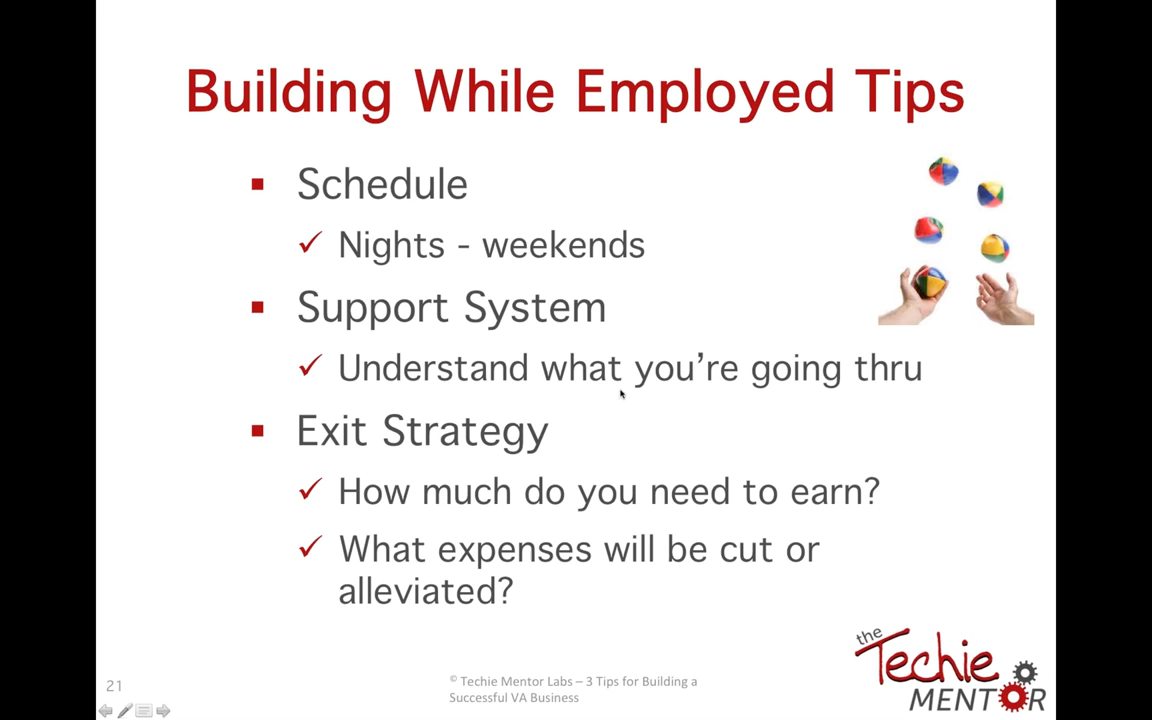 Building While Employed Tips
Schedule
Nights - weekends
Support System
Understand what you're going thru
Exit Strategy
How much do you need to earn?
What expenses will be cut or
alleviated?
the
Techie
MENTOR
21
© Techie Mentor Labs – 3 Tips for Building a
Successful VA Business